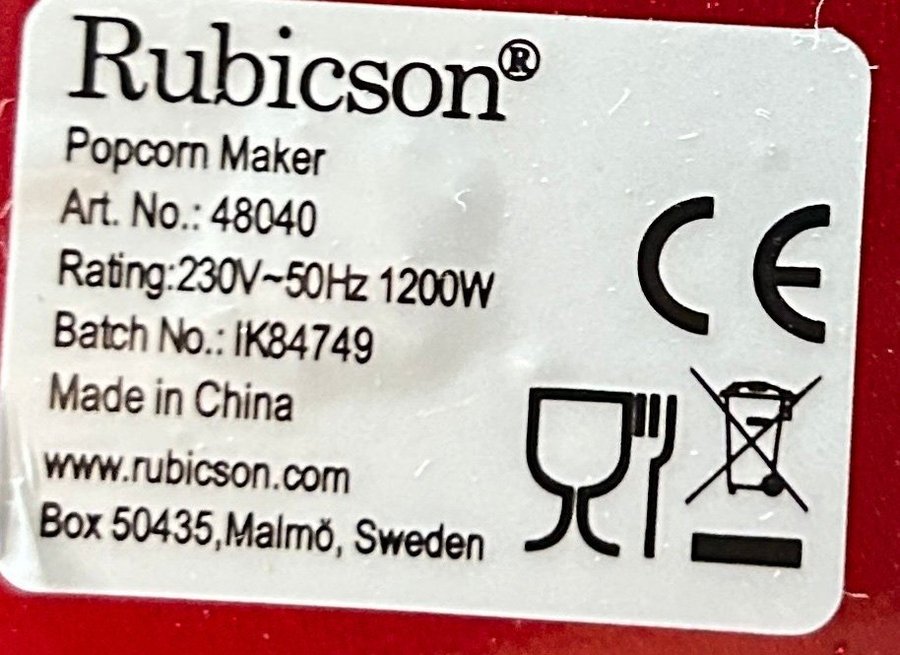 Rubicson®
Popcorn Maker
Art. No.: 48040
Rating:230V~50Hz 1200W
Batch No.: IK84749
Made in China
www.rubicson.com
Box 50435,Malmö, Sweden
CE